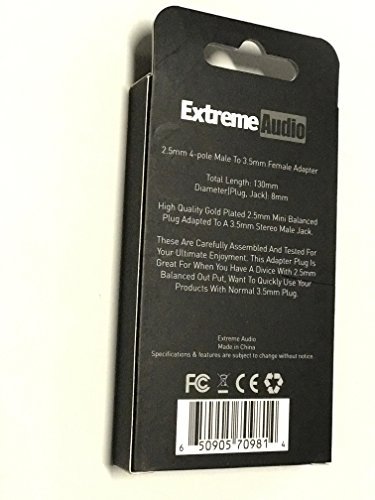 Extreme Audio
2.5mm 4-pole Male To 3.5mm Female Adapter
Total Length: 130mm
Diameter(Plug, Jack): 8mm
High Quality Gold Plated 2.5mm Mini Balanced
Plug Adapted To A 3.5mm Stereo Male Jack.
These Are Carefully Assembled And Tested For
Your Ultimate Enjoyment. This Adapter Plug Is
Great For When You Have A Divice With 2.5mm
Balanced Out Put, Want To Quickly Use Your
Products With Normal 3.5mm Plug.
Extreme Audio
Made in China
Specifications & features are subject to change without notice.
FC CE
6 50905 70981 4